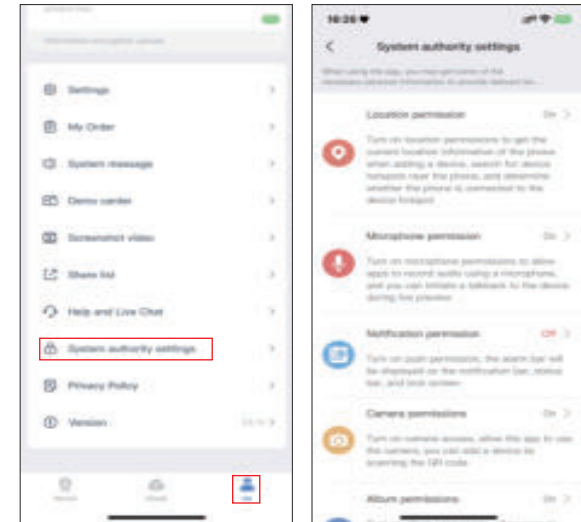 Settings
My Order
System message
Demo center
Screenshot video
Share list
Help and Live Chat
System authority settings
Privacy Policy
Version
16:26
System authority settings
Location permission
On
Turn on location permissions to get the
current location information of the phone
when adding a device, search for device
hotspots near the phone, and determine
whether the phone is connected to the
device hotspot
Microphone permission
On
Turn on microphone permissions to allow
apps to record audio using a microphone,
and you can initiate a talkback to the device
during live preview
Notification permission
Off
Turn on push permission, the alarm bar will
be displayed on the notification bar, status
bar, and lock screen
Camera permissions
On
Turn on camera access, allow the app to use
the camera, you can add a device by
scanning the QR code
Album permissions
On